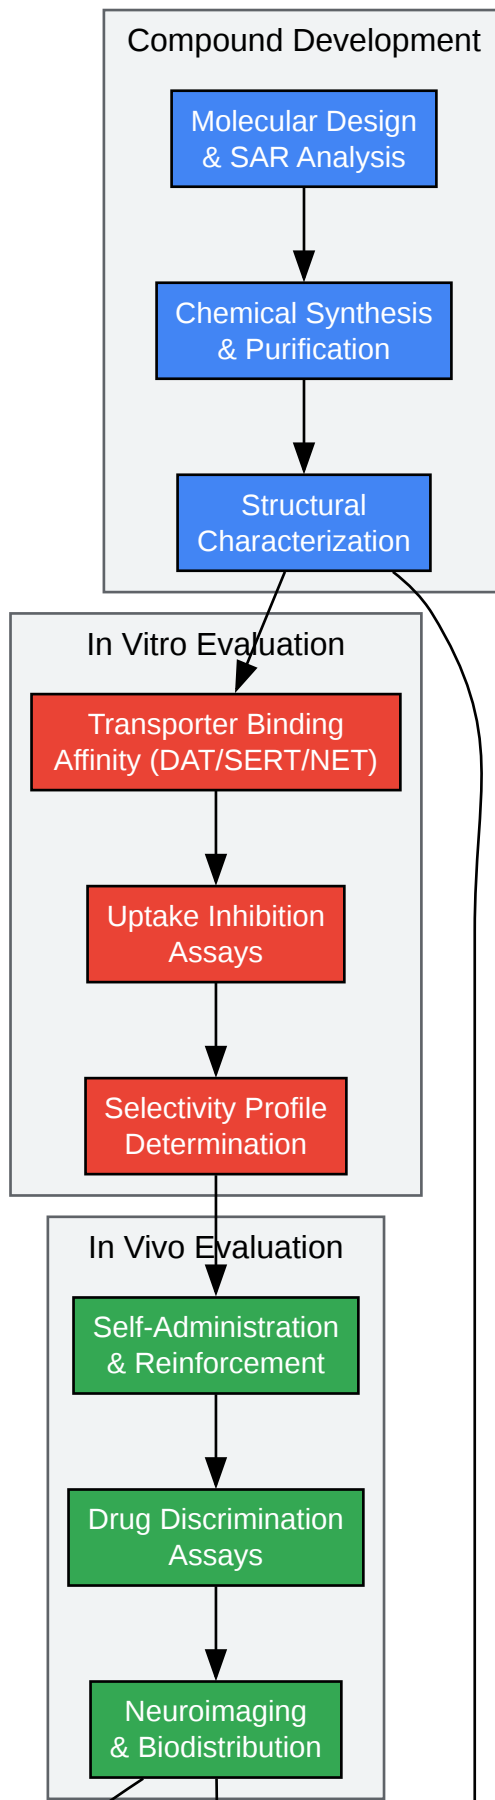 Compound Development
Molecular Design
& SAR Analysis
Chemical Synthesis
& Purification
Structural
Characterization
In Vitro Evaluation
Transporter Binding
Affinity (DAT/SERT/NET)
Uptake Inhibition
Assays
Selectivity Profile
Determination
In Vivo Evaluation
Self-Administration
& Reinforcement
Drug Discrimination
Assays
Neuroimaging
& Biodistribution